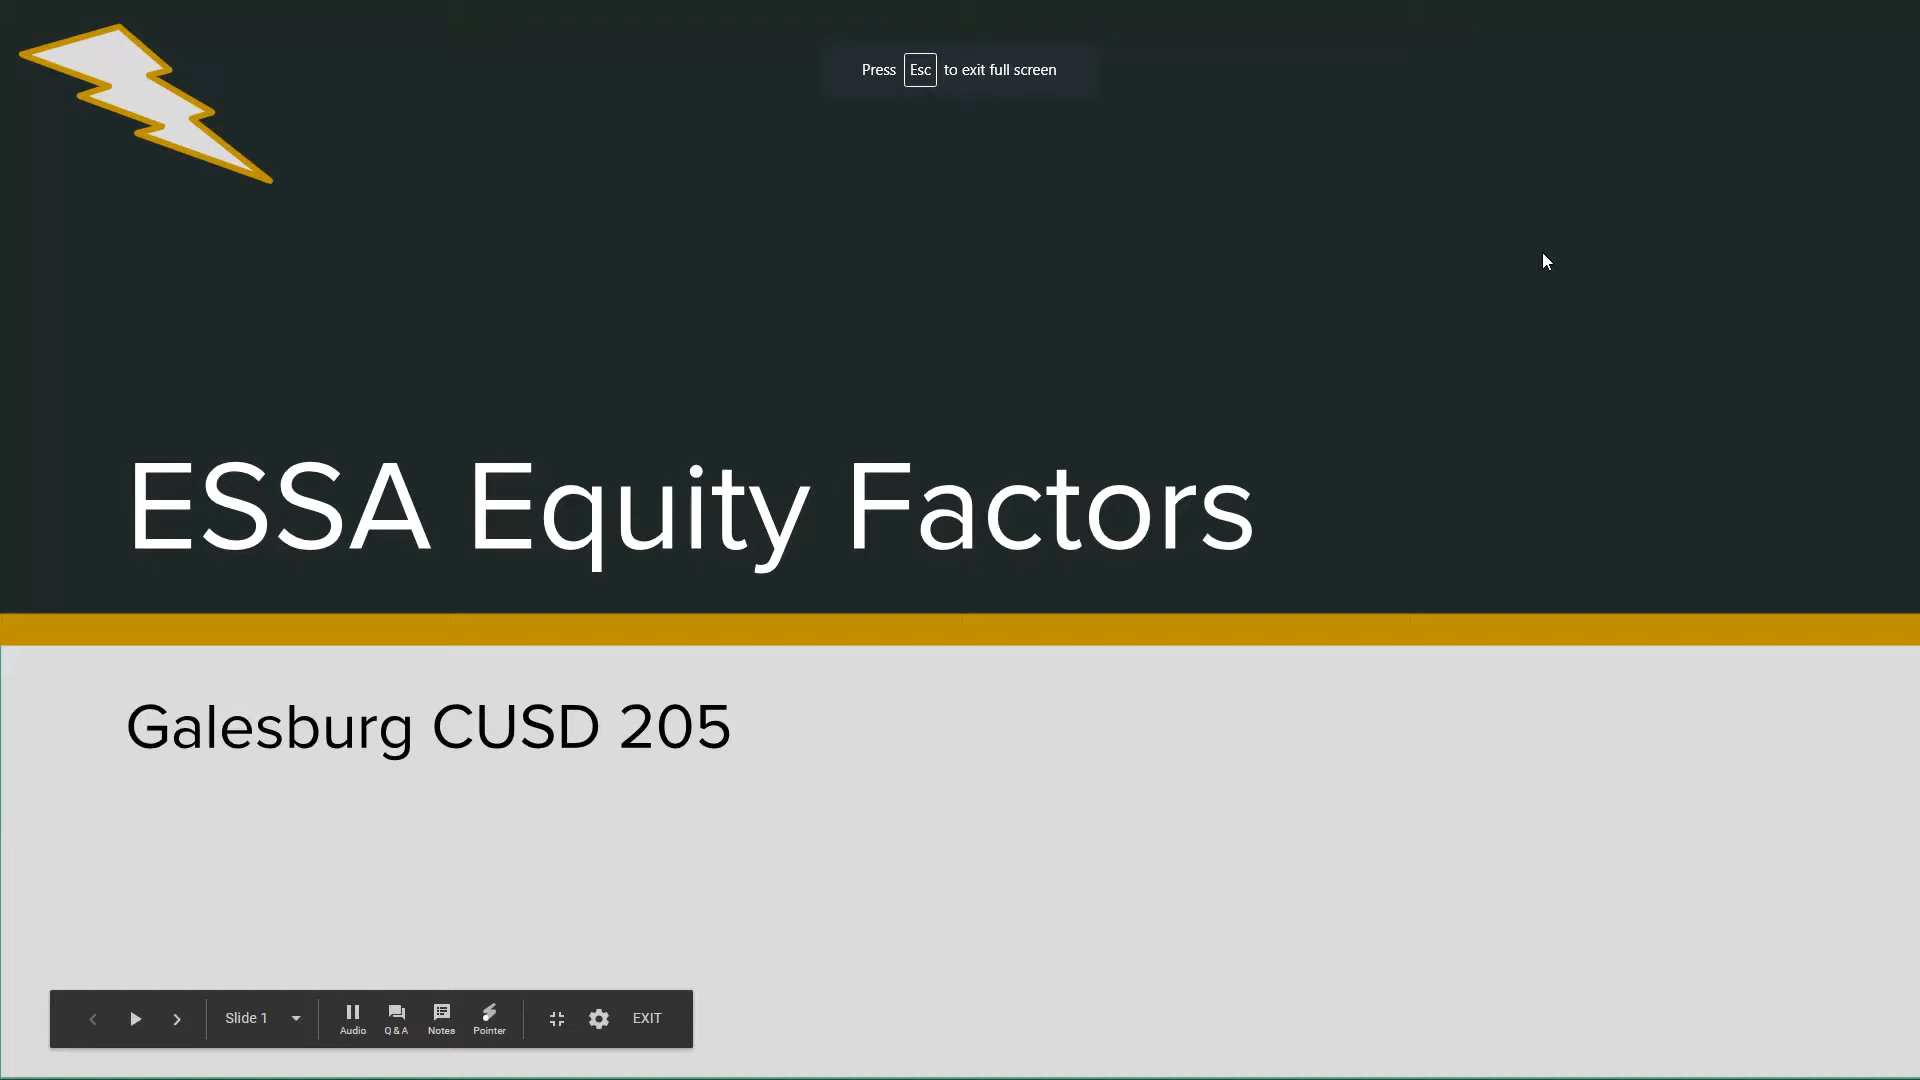 Press Esc to exit full screen
ESSA Equity Factors
Galesburg CUSD 205
Slide 1 Audio Q & A Notes Pointer EXIT